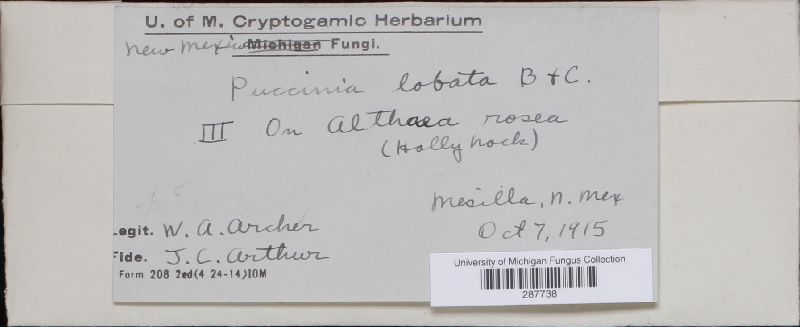 U. of M. Cryptogamic Herbarium
New Mexico Michigan Fungi.
Puccinia lobata B & C.
III On Althaea rosea
(Hollyhock)
Mesilla, N. Mex
Legit. W. A. Archer
Oct 7, 1915
Fide. J. C. Arthur
Form 208 2ed(4 24-14)10M
University of Michigan Fungus Collection
287738